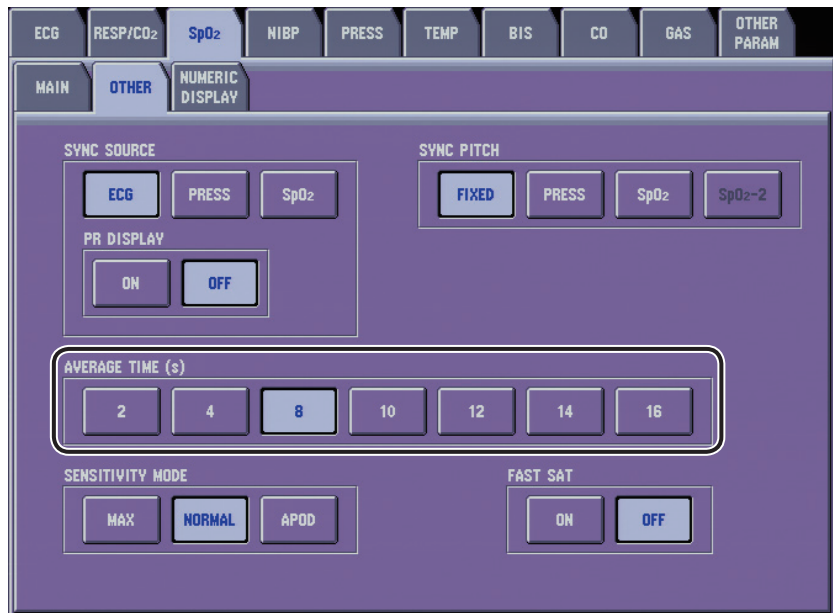 ECG RESP/CO₂ SpO₂ NIBP PRESS TEMP BIS CO GAS OTHER PARAM
MAIN OTHER NUMERIC DISPLAY
SYNC SOURCE
ECG PRESS SpO₂
PR DISPLAY
ON OFF
SYNC PITCH
FIXED PRESS SpO₂ SpO₂-2
AVERAGE TIME (s)
2 4 8 10 12 14 16
SENSITIVITY MODE
MAX NORMAL APOD
FAST SAT
ON OFF